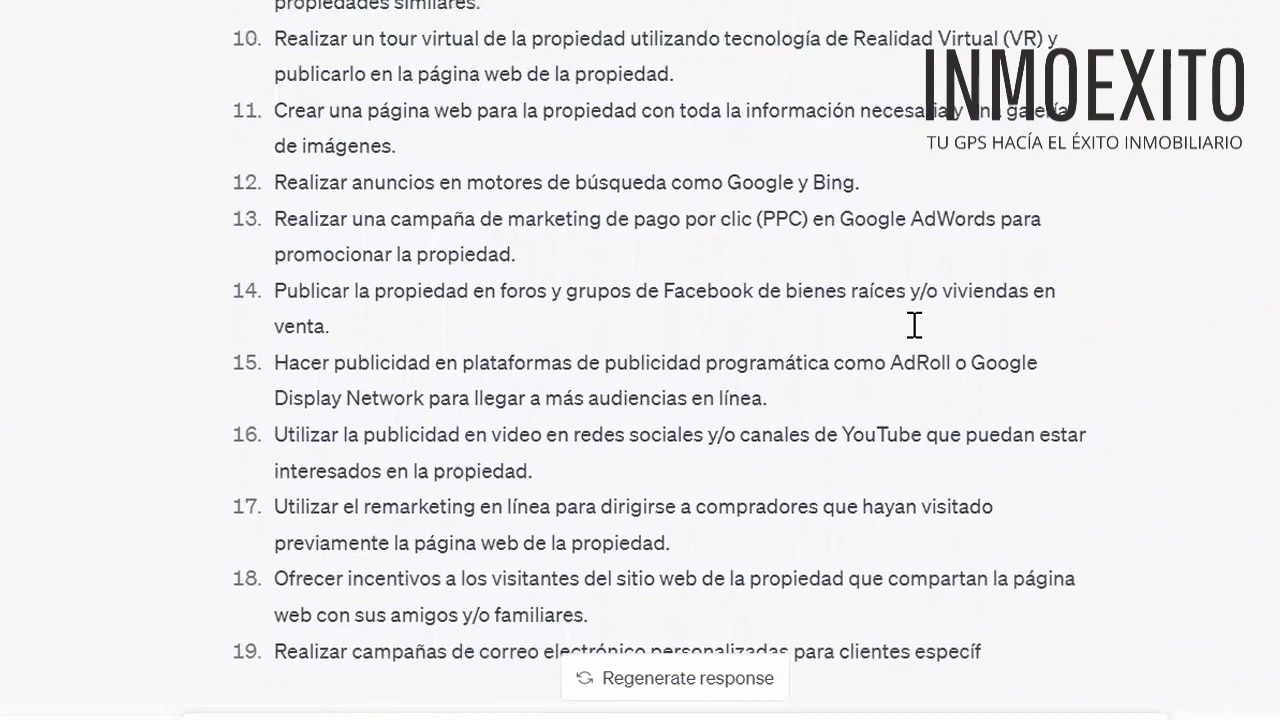 propiedades similares.
10. Realizar un tour virtual de la propiedad utilizando tecnología de Realidad Virtual (VR) y
publicarlo en la página web de la propiedad.
INMOEXITO
TU GPS HACÍA EL ÉXITO INMOBILIARIO
11. Crear una página web para la propiedad con toda la información necesaria y una galería
de imágenes.
12. Realizar anuncios en motores de búsqueda como Google y Bing.
13. Realizar una campaña de marketing de pago por clic (PPC) en Google AdWords para
promocionar la propiedad.
14. Publicar la propiedad en foros y grupos de Facebook de bienes raíces y/o viviendas en
venta.
15. Hacer publicidad en plataformas de publicidad programática como AdRoll o Google
Display Network para llegar a más audiencias en línea.
16. Utilizar la publicidad en video en redes sociales y/o canales de YouTube que puedan estar
interesados en la propiedad.
17. Utilizar el remarketing en línea para dirigirse a compradores que hayan visitado
previamente la página web de la propiedad.
18. Ofrecer incentivos a los visitantes del sitio web de la propiedad que compartan la página
web con sus amigos y/o familiares.
19. Realizar campañas de correo electrónico personalizadas para clientes específ
Regenerate response